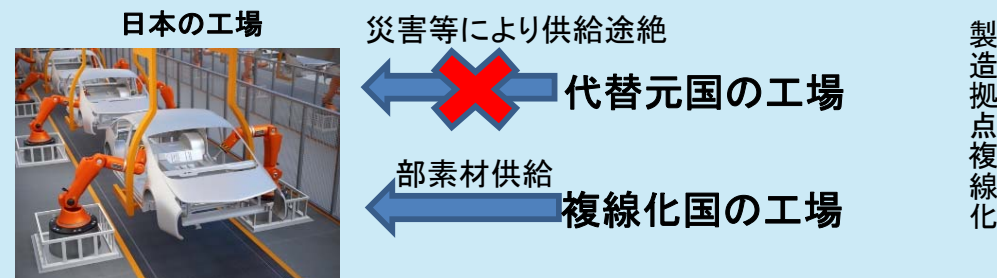 日本の工場
災害等により供給途絶
代替元国の工場
部素材供給
複線化国の工場
製造拠点複線化